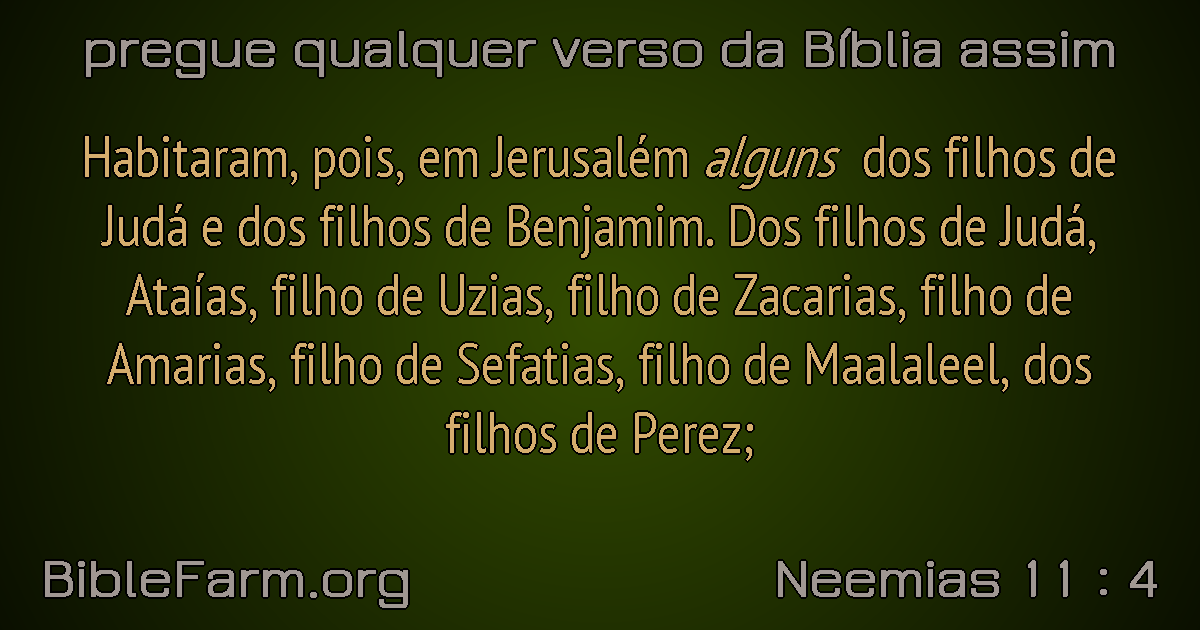 pregue qualquer verso da Bíblia assim
Habitaram, pois, em Jerusalém alguns dos filhos de
Judá e dos filhos de Benjamim. Dos filhos de Judá,
Ataías, filho de Uzias, filho de Zacarias, filho de
Amarias, filho de Sefatias, filho de Maalaleel, dos
filhos de Perez;
BibleFarm.org
Neemias 11 : 4